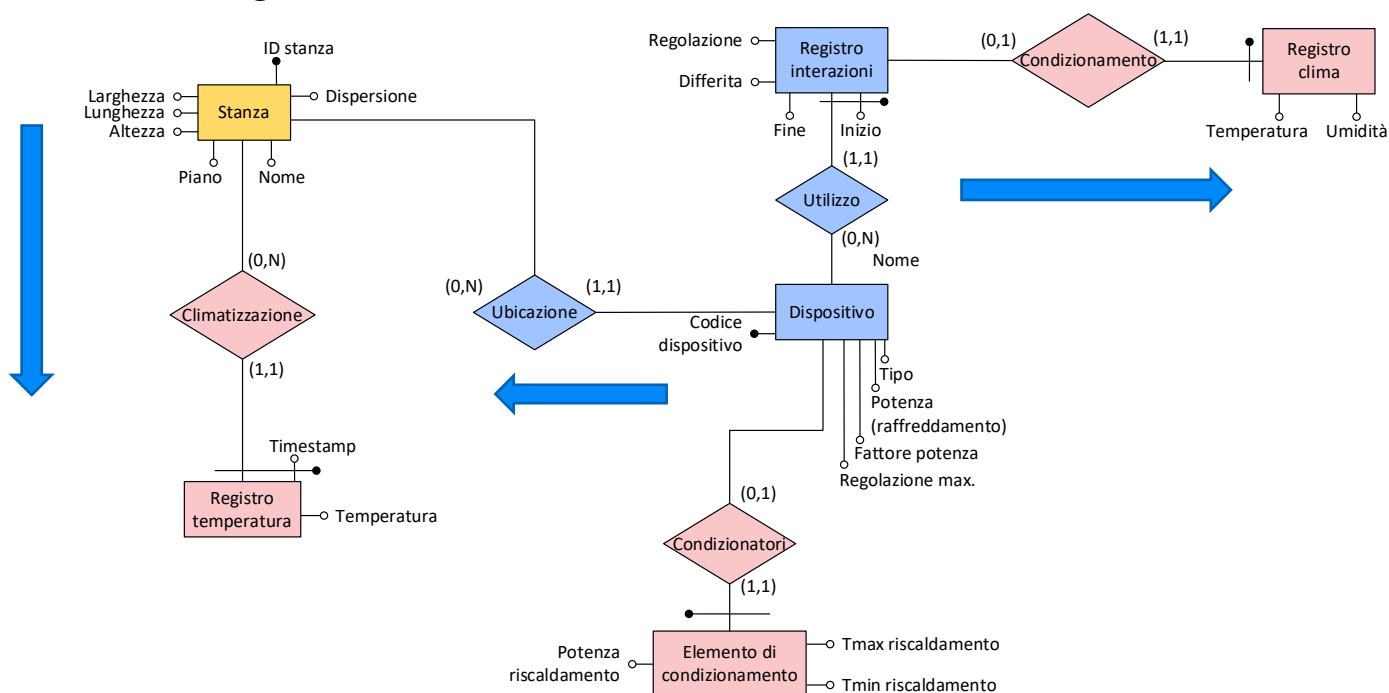 ID stanza
Larghezza
Lunghezza
Altezza
Stanza
Dispersione
Piano
Nome
(0,N)
Climatizzazione
(1,1)
Timestamp
Registro
temperatura
Temperatura
(0,N)
Ubicazione
(1,1)
Regolazione
Differita
Registro
interazioni
Fine
Inizio
(0,1)
Condizionamento
(1,1)
Registro
clima
Temperatura
Umidità
(1,1)
Utilizzo
(0,N)
Nome
Dispositivo
Codice
dispositivo
Tipo
Potenza
(raffreddamento)
Fattore potenza
Regolazione max.
(0,1)
Condizionatori
(1,1)
Potenza
riscaldamento
Elemento di
condizionamento
Tmax riscaldamento
Tmin riscaldamento